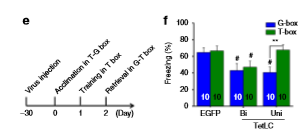 e
Virus injection
Acclimation in T-G box
Training in T box
Retrieval in G-T box
−30 0 1 2 (Day)
f
G-box
T-box
**
Freezing (%)
100
80
60
40
20
0
# # #
10 10 10 10 10 10
EGFP Bi Uni
TetLC